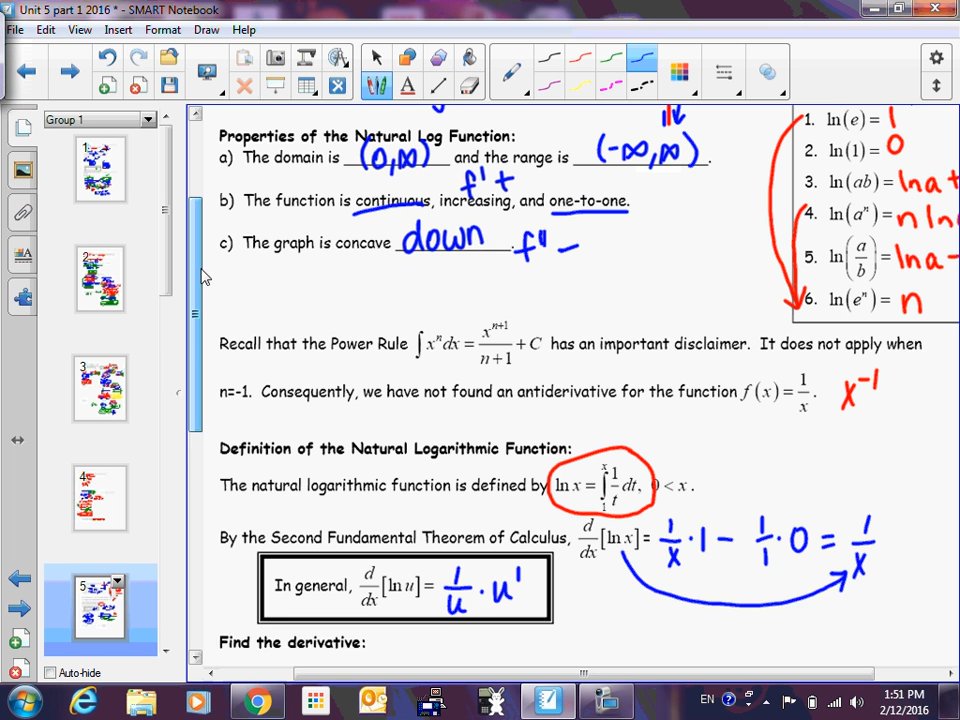 Unit 5 part 1 2016 * - SMART Notebook
File Edit View Insert Format Draw Help
Group 1
1
2
3
4
5
Auto-hide
Properties of the Natural Log Function:
a) The domain is (0,∞) and the range is (-∞,∞).
f' +
b) The function is continuous, increasing, and one-to-one.
c) The graph is concave down. f" −
1. ln(e) = 1
2. ln(1) = 0
3. ln(ab) = ln a +
4. ln(aⁿ) = n ln
5. ln(a/b) = ln a −
6. ln(eⁿ) = n
Recall that the Power Rule ∫xⁿdx = xⁿ⁺¹/n+1 + C has an important disclaimer. It does not apply when
n=-1. Consequently, we have not found an antiderivative for the function f(x) = 1/x. x⁻¹
Definition of the Natural Logarithmic Function:
The natural logarithmic function is defined by ln x = ∫₁ˣ 1/t dt, 0 < x.
By the Second Fundamental Theorem of Calculus, d/dx[ln x] = 1/x · 1 − 1/1 · 0 = 1/x
In general, d/dx[ln u] = 1/u · u'
Find the derivative:
EN
1:51 PM
2/12/2016